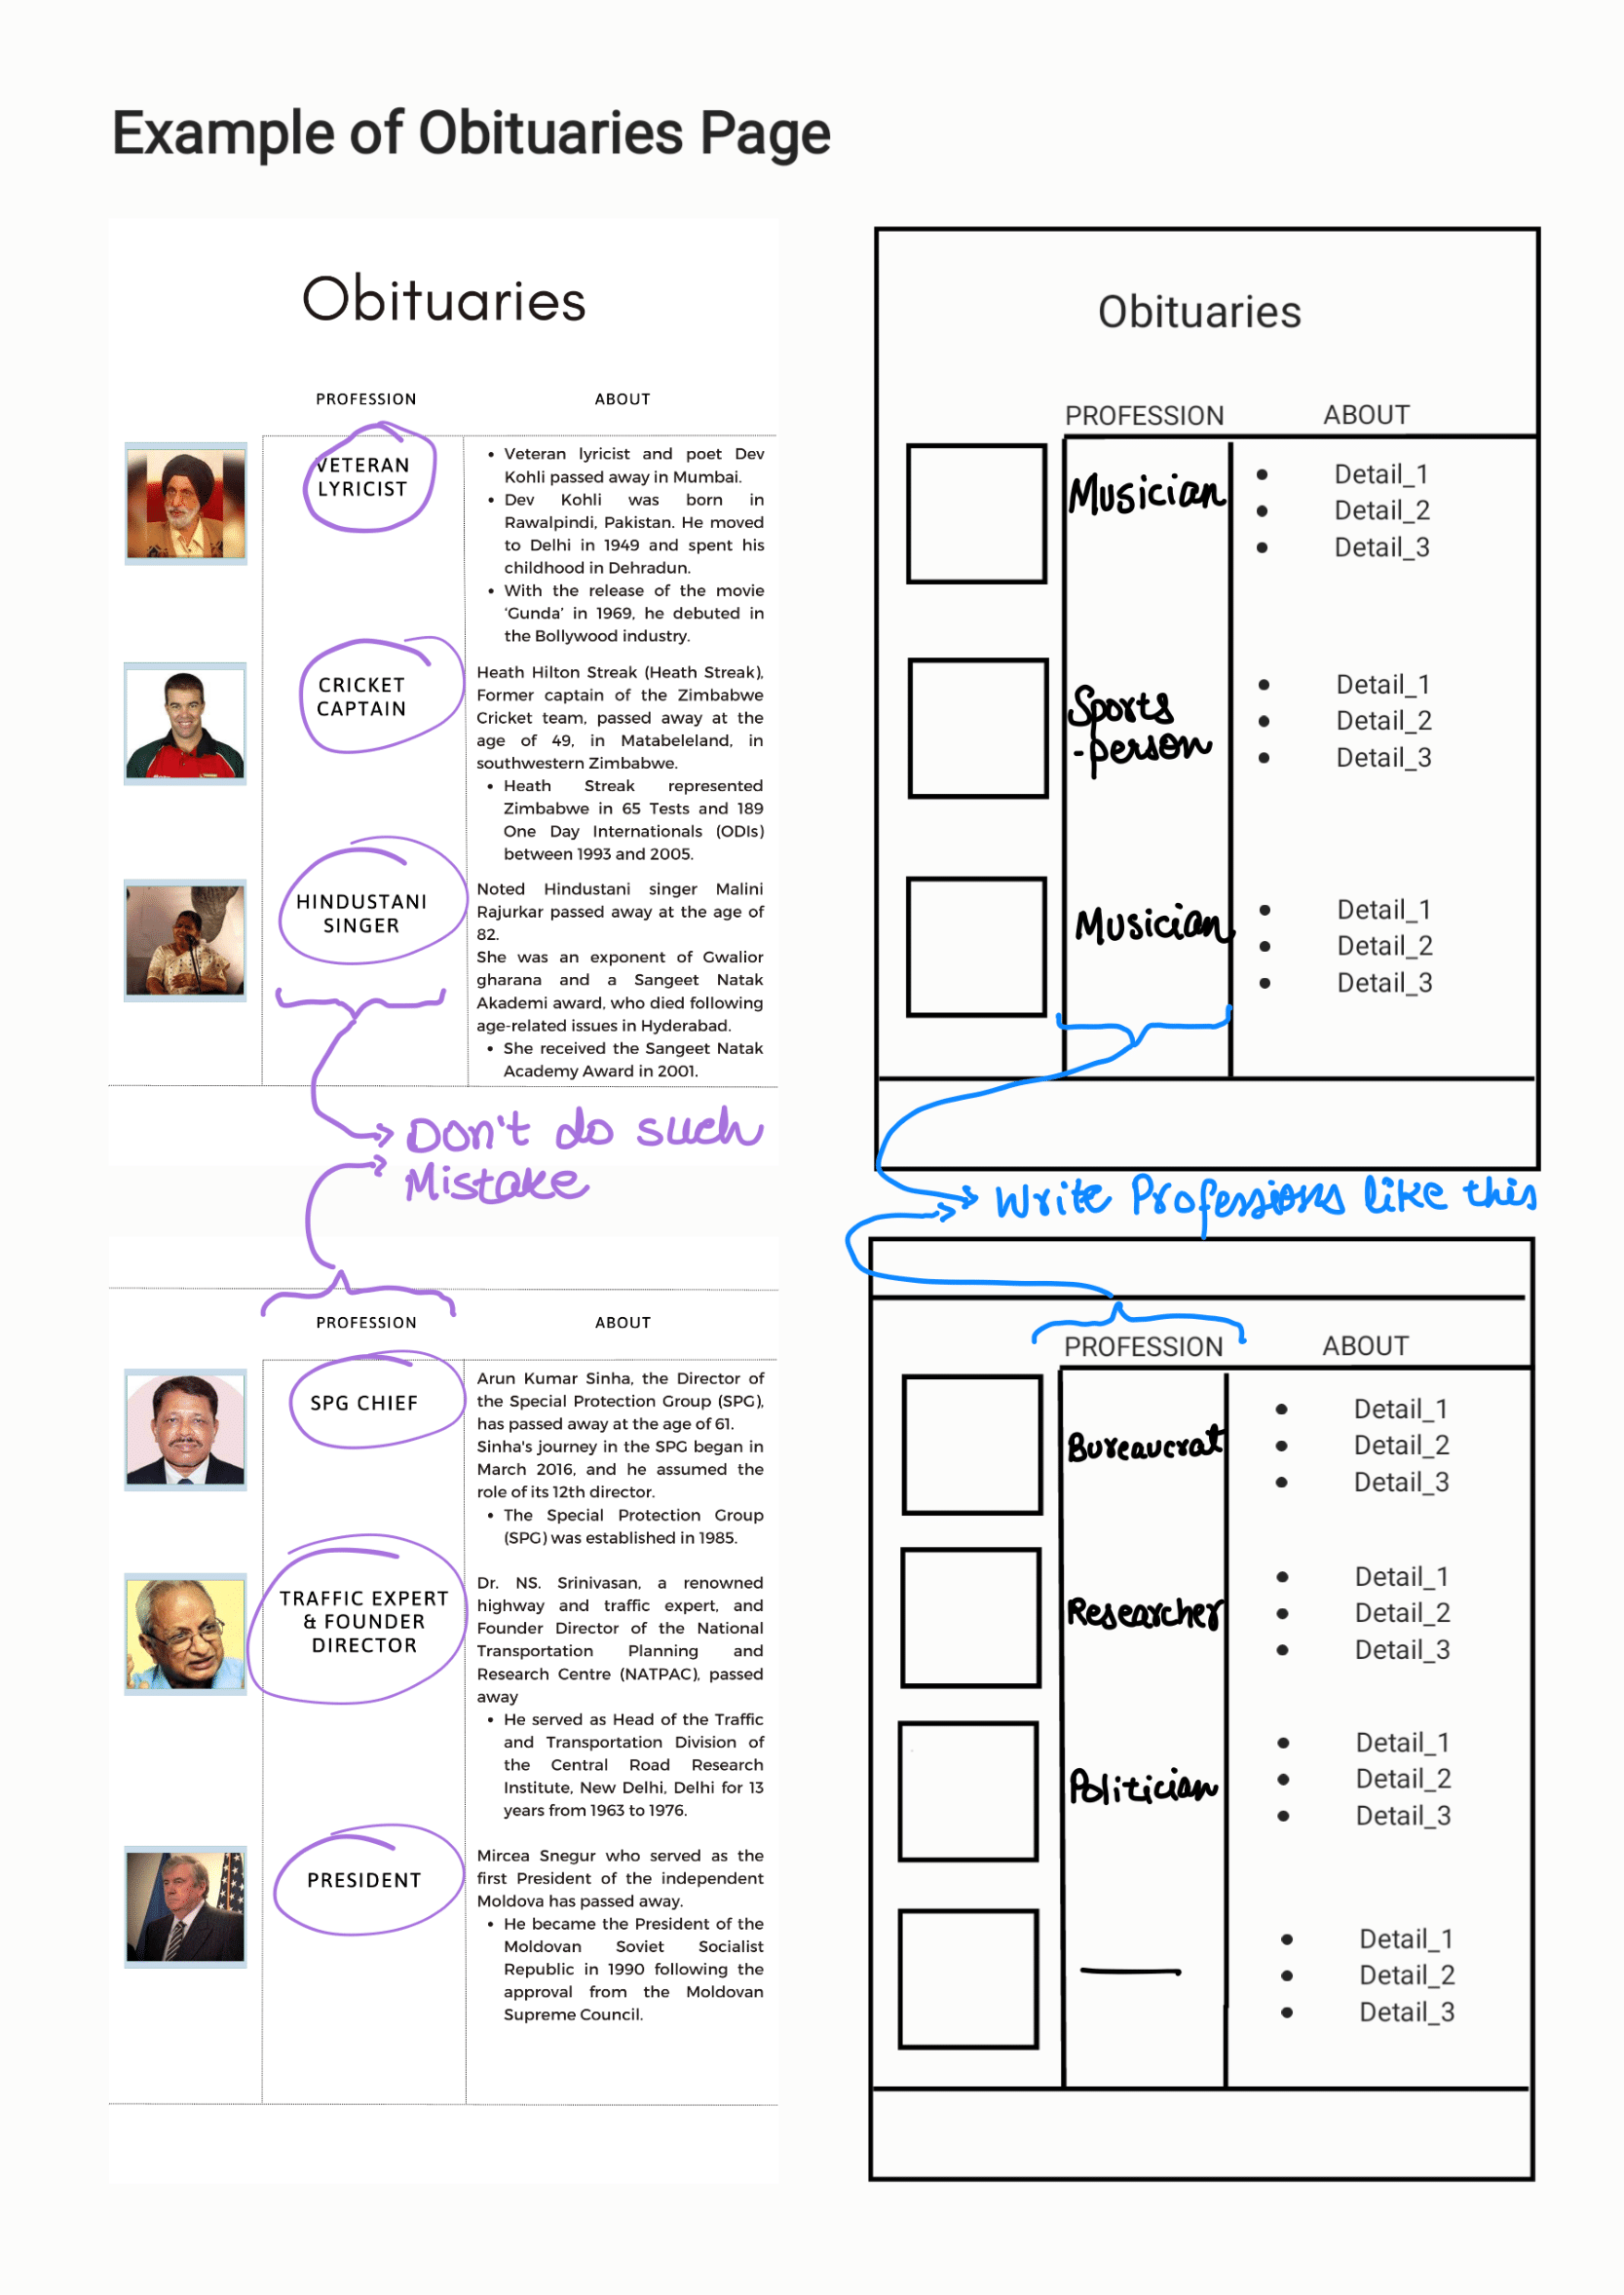 Example of Obituaries Page
Obituaries
PROFESSION
ABOUT
VETERAN
LYRICIST
• Veteran lyricist and poet Dev
Kohli passed away in Mumbai.
• Dev Kohli was born in
Rawalpindi, Pakistan. He moved
to Delhi in 1949 and spent his
childhood in Dehradun.
• With the release of the movie
‘Gunda’ in 1969, he debuted in
the Bollywood industry.
CRICKET
CAPTAIN
Heath Hilton Streak (Heath Streak),
Former captain of the Zimbabwe
Cricket team, passed away at the
age of 49, in Matabeleland, in
southwestern Zimbabwe.
• Heath Streak represented
Zimbabwe in 65 Tests and 189
One Day Internationals (ODIs)
between 1993 and 2005.
HINDUSTANI
SINGER
Noted Hindustani singer Malini
Rajurkar passed away at the age of
82.
She was an exponent of Gwalior
gharana and a Sangeet Natak
Akademi award, who died following
age-related issues in Hyderabad.
• She received the Sangeet Natak
Academy Award in 2001.
Don't do such
Mistake
PROFESSION
ABOUT
SPG CHIEF
Arun Kumar Sinha, the Director of
the Special Protection Group (SPG),
has passed away at the age of 61.
Sinha's journey in the SPG began in
March 2016, and he assumed the
role of its 12th director.
• The Special Protection Group
(SPG) was established in 1985.
TRAFFIC EXPERT
& FOUNDER
DIRECTOR
Dr. NS. Srinivasan, a renowned
highway and traffic expert, and
Founder Director of the National
Transportation Planning and
Research Centre (NATPAC), passed
away
• He served as Head of the Traffic
and Transportation Division of
the Central Road Research
Institute, New Delhi, Delhi for 13
years from 1963 to 1976.
PRESIDENT
Mircea Snegur who served as the
first President of the independent
Moldova has passed away.
• He became the President of the
Moldovan Soviet Socialist
Republic in 1990 following the
approval from the Moldovan
Supreme Council.
Obituaries
PROFESSION
ABOUT
Musician
• Detail_1
• Detail_2
• Detail_3
Sports
-person
• Detail_1
• Detail_2
• Detail_3
Musician
• Detail_1
• Detail_2
• Detail_3
Write Professions like this
PROFESSION
ABOUT
Bureaucrat
• Detail_1
• Detail_2
• Detail_3
Researcher
• Detail_1
• Detail_2
• Detail_3
Politician
• Detail_1
• Detail_2
• Detail_3
• Detail_1
• Detail_2
• Detail_3